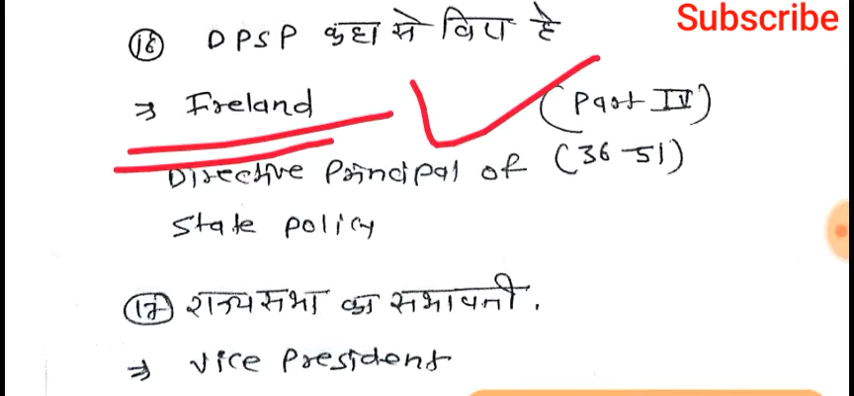 Subscribe
(16) DPSP कहा से लिए है
⇒ Ireland (Part IV)
Directive Principal of (36-51)
State policy
(17) राज्यसभा का सभापती.
⇒ Vice President